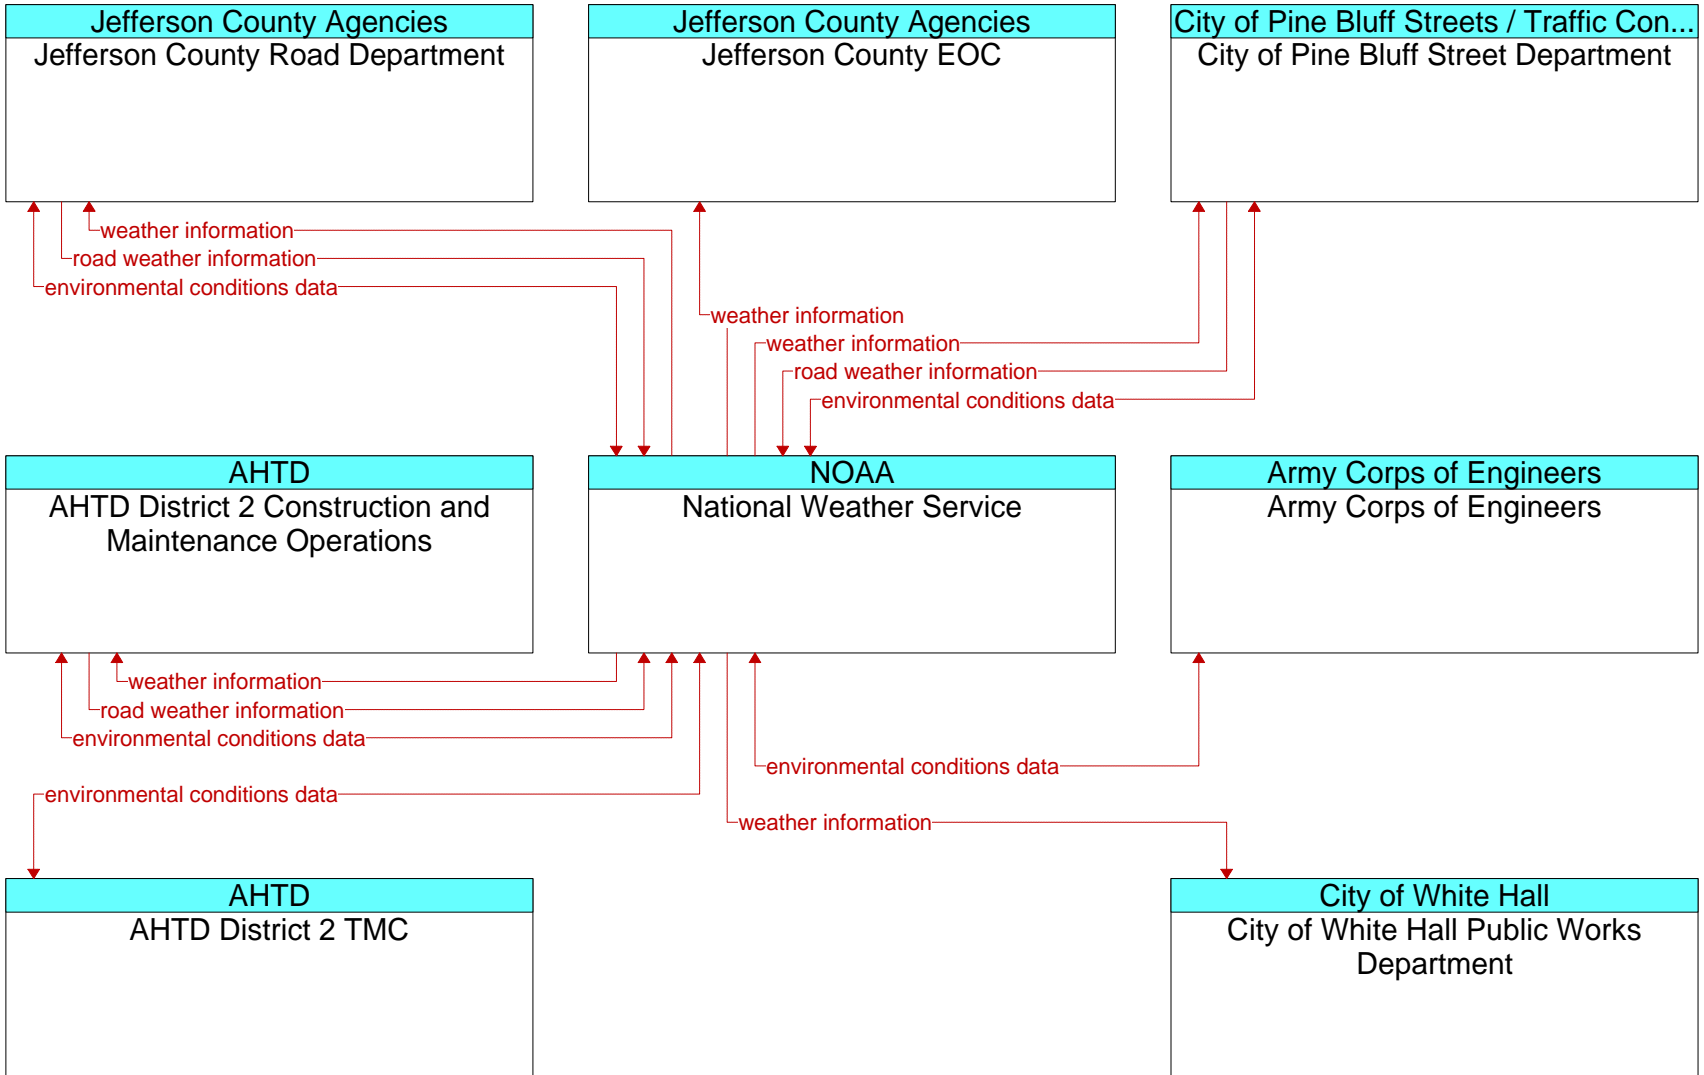 Jefferson County Agencies
Jefferson County Road Department
Jefferson County Agencies
Jefferson County EOC
City of Pine Bluff Streets / Traffic Con...
City of Pine Bluff Street Department
weather information
road weather information
environmental conditions data
weather information
weather information
road weather information
environmental conditions data
AHTD
AHTD District 2 Construction and
Maintenance Operations
NOAA
National Weather Service
Army Corps of Engineers
Army Corps of Engineers
weather information
road weather information
environmental conditions data
environmental conditions data
environmental conditions data
weather information
AHTD
AHTD District 2 TMC
City of White Hall
City of White Hall Public Works
Department